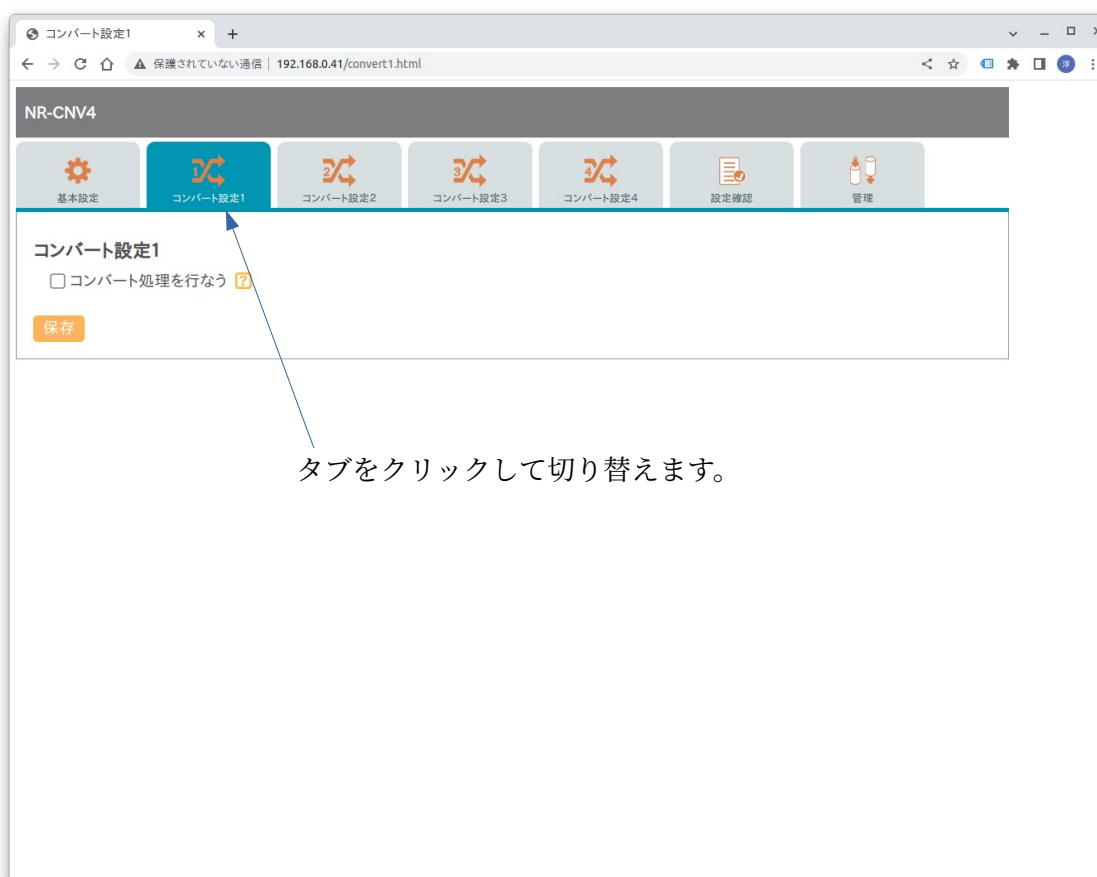 コンバート設定1
保護されていない通信 | 192.168.0.41/convert1.html
淳
NR-CNV4
1 2 3 4
基本設定 コンバート設定1 コンバート設定2 コンバート設定3 コンバート設定4 設定確認 管理
コンバート設定1
コンバート処理を行なう ?
保存
タブをクリックして切り替えます。